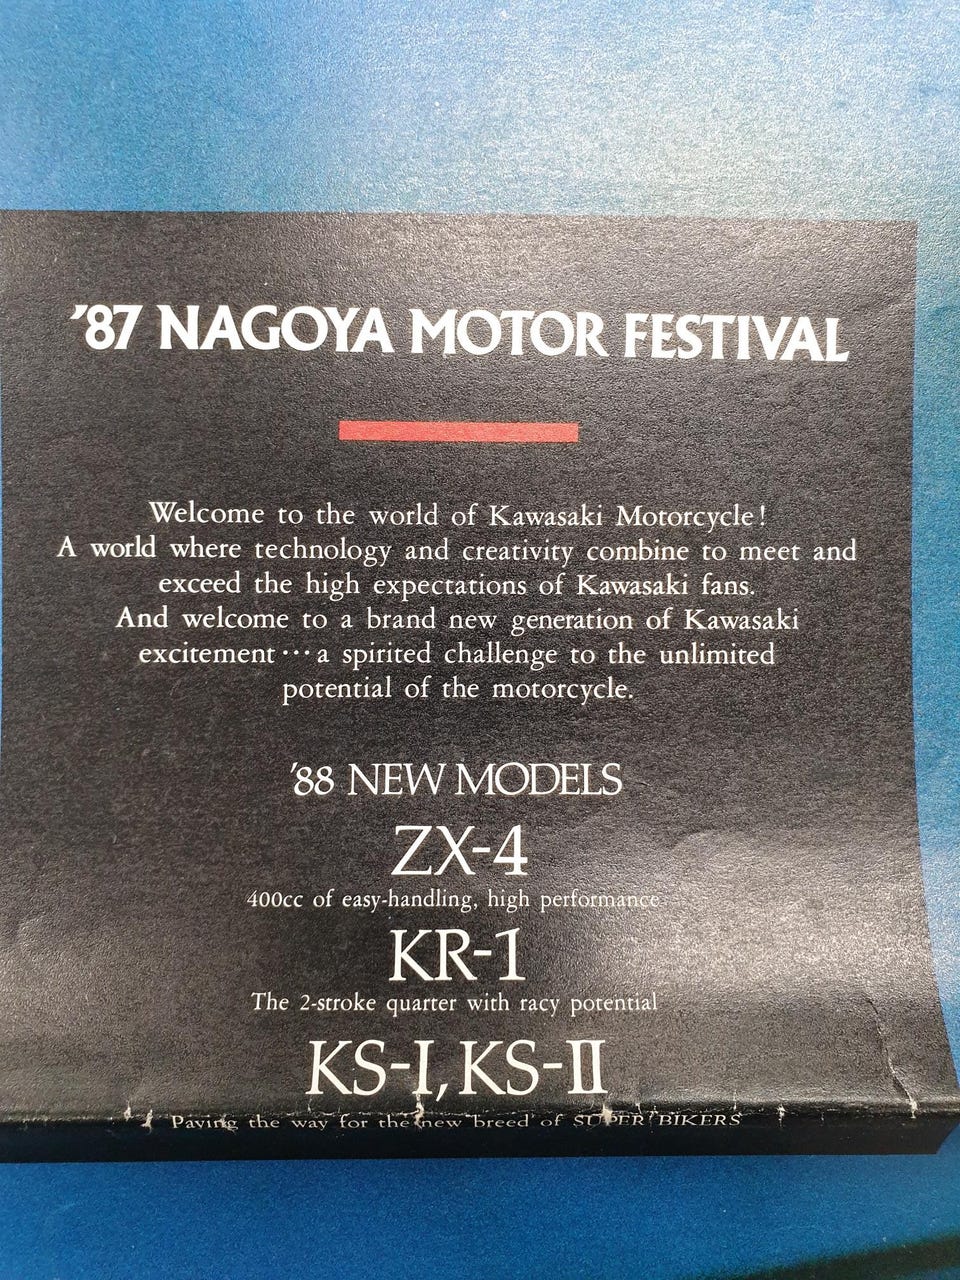 '87 NAGOYA MOTOR FESTIVAL
Welcome to the world of Kawasaki Motorcycle!
A world where technology and creativity combine to meet and
exceed the high expectations of Kawasaki fans.
And welcome to a brand new generation of Kawasaki
excitement···a spirited challenge to the unlimited
potential of the motorcycle.
'88 NEW MODELS
ZX-4
400cc of easy-handling, high performance
KR-1
The 2-stroke quarter with racy potential
KS-I, KS-II
Paving the way for the new breed of SUPER BIKERS